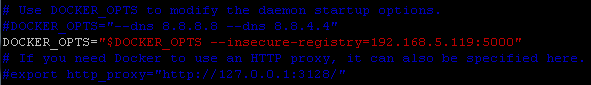 # Use DOCKER_OPTS to modify the daemon startup options.
#DOCKER_OPTS="--dns 8.8.8.8 --dns 8.8.4.4"
DOCKER_OPTS="$DOCKER_OPTS --insecure-registry=192.168.5.119:5000"
# If you need Docker to use an HTTP proxy, it can also be specified here.
#export http_proxy="http://127.0.0.1:3128/"